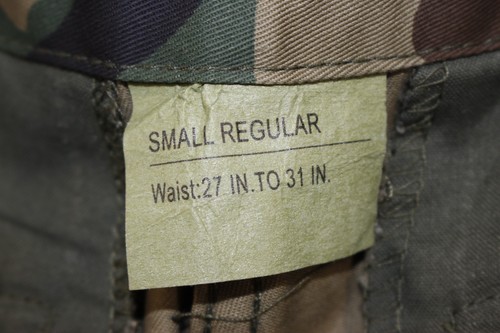 SMALL REGULAR
Waist:27 IN.TO 31 IN.